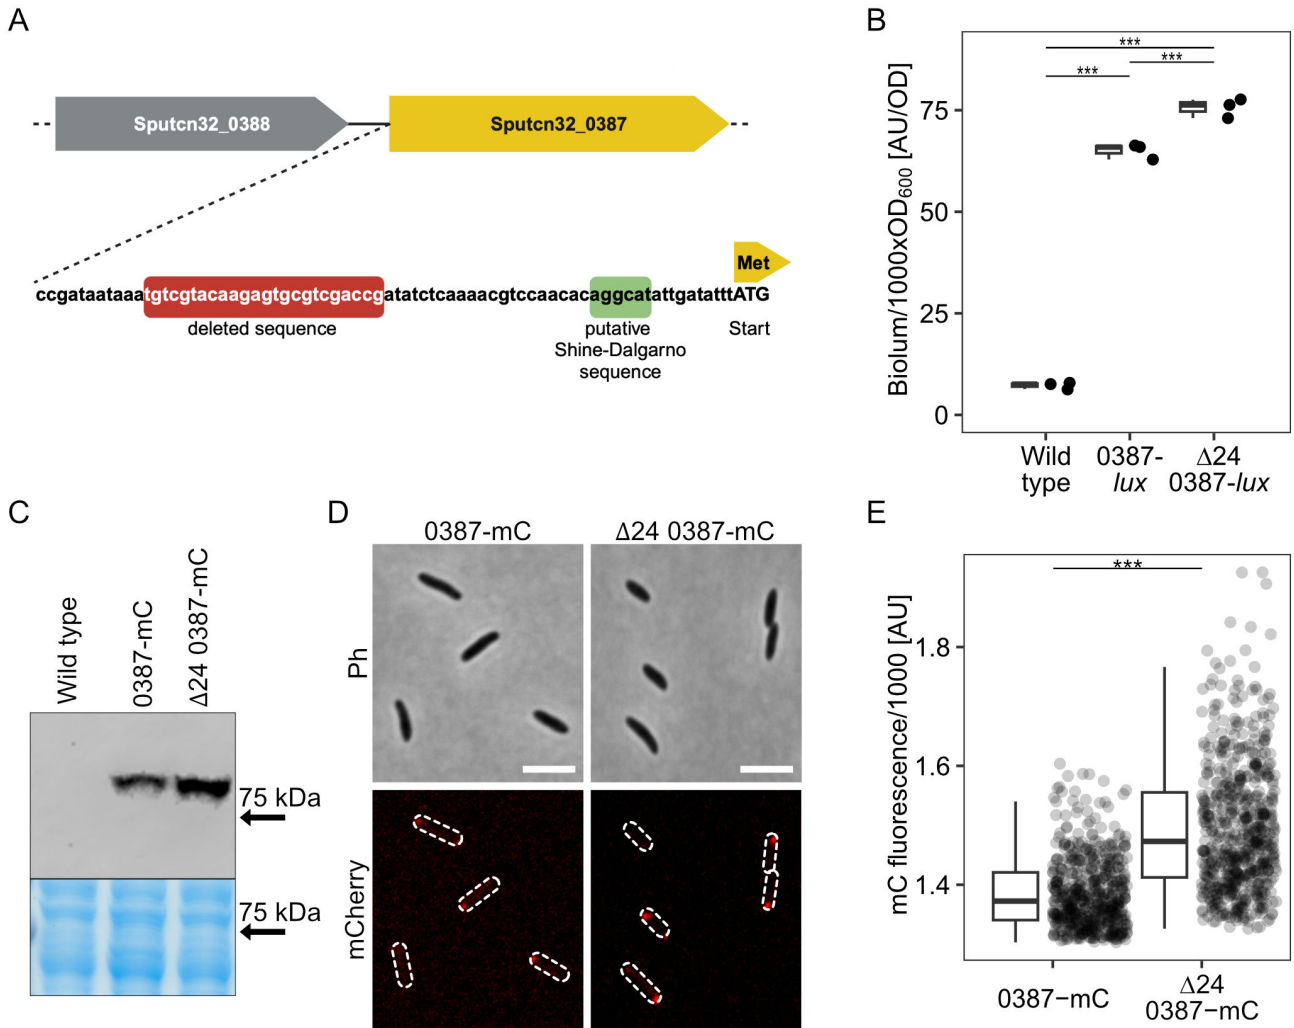 A
Sputcn32_0388
Sputcn32_0387
Met
ccgataataaatgtcgtacaagagtgcgtcgaccgatatctcaaaacgtccaacacaggcatattgatatttATG
deleted sequence
putative
Shine-Dalgarno
sequence
Start
B
Biolum/1000xOD600 [AU/OD]
75
50
25
0
***
***
***
Wild
type
0387-
lux
Δ24
0387-lux
C
Wild type
0387-mC
Δ24 0387-mC
75 kDa
75 kDa
D
0387-mC
Δ24 0387-mC
Ph
mCherry
E
mC fluorescence/1000 [AU]
1.8
1.6
1.4
***
0387−mC
Δ24
0387−mC